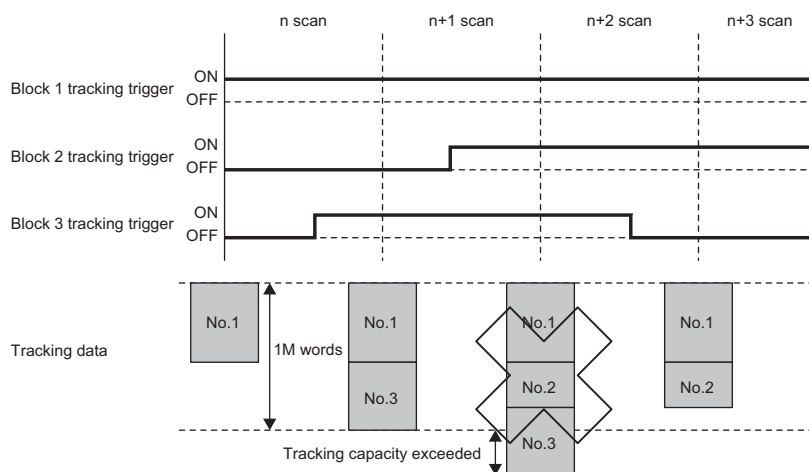 n scan n+1 scan n+2 scan n+3 scan
ON
Block 1 tracking trigger
OFF
ON
Block 2 tracking trigger
OFF
ON
Block 3 tracking trigger
OFF
No.1 No.1 No.1 No.1
Tracking data
1M words
No.3 No.2 No.2
No.3
Tracking capacity exceeded